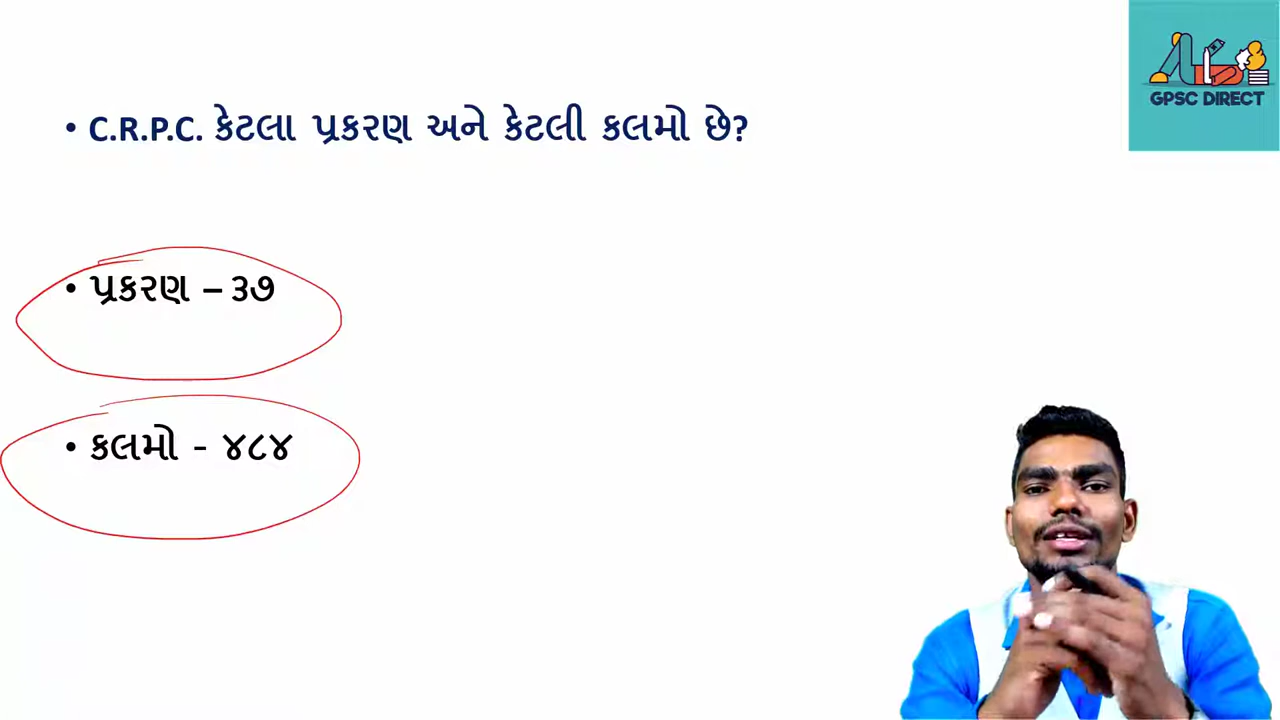 • C.R.P.C. કેટલા પ્રકરણ અને કેટલી કલમો છે?
GPSC DIRECT
• પ્રકરણ – ૩૭
• કલમો - ૪૮૪